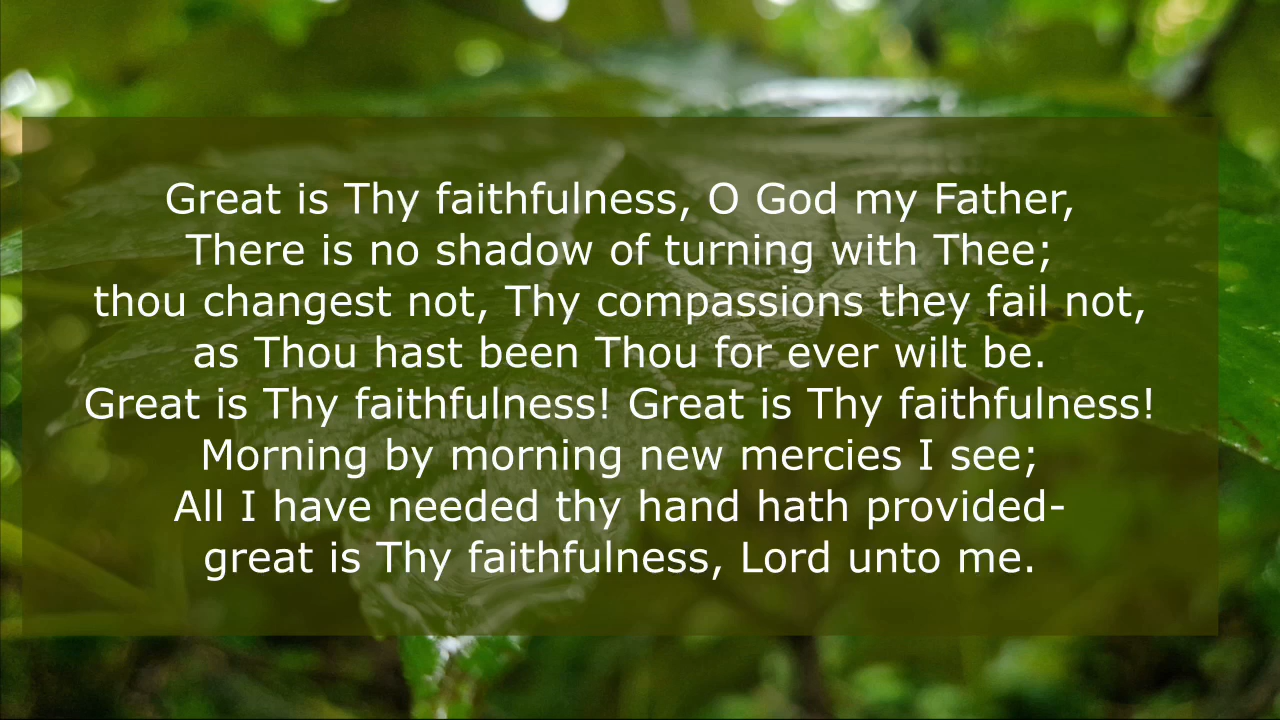 Great is Thy faithfulness, O God my Father,
There is no shadow of turning with Thee;
thou changest not, Thy compassions they fail not,
as Thou hast been Thou for ever wilt be.
Great is Thy faithfulness! Great is Thy faithfulness!
Morning by morning new mercies I see;
All I have needed thy hand hath provided-
great is Thy faithfulness, Lord unto me.